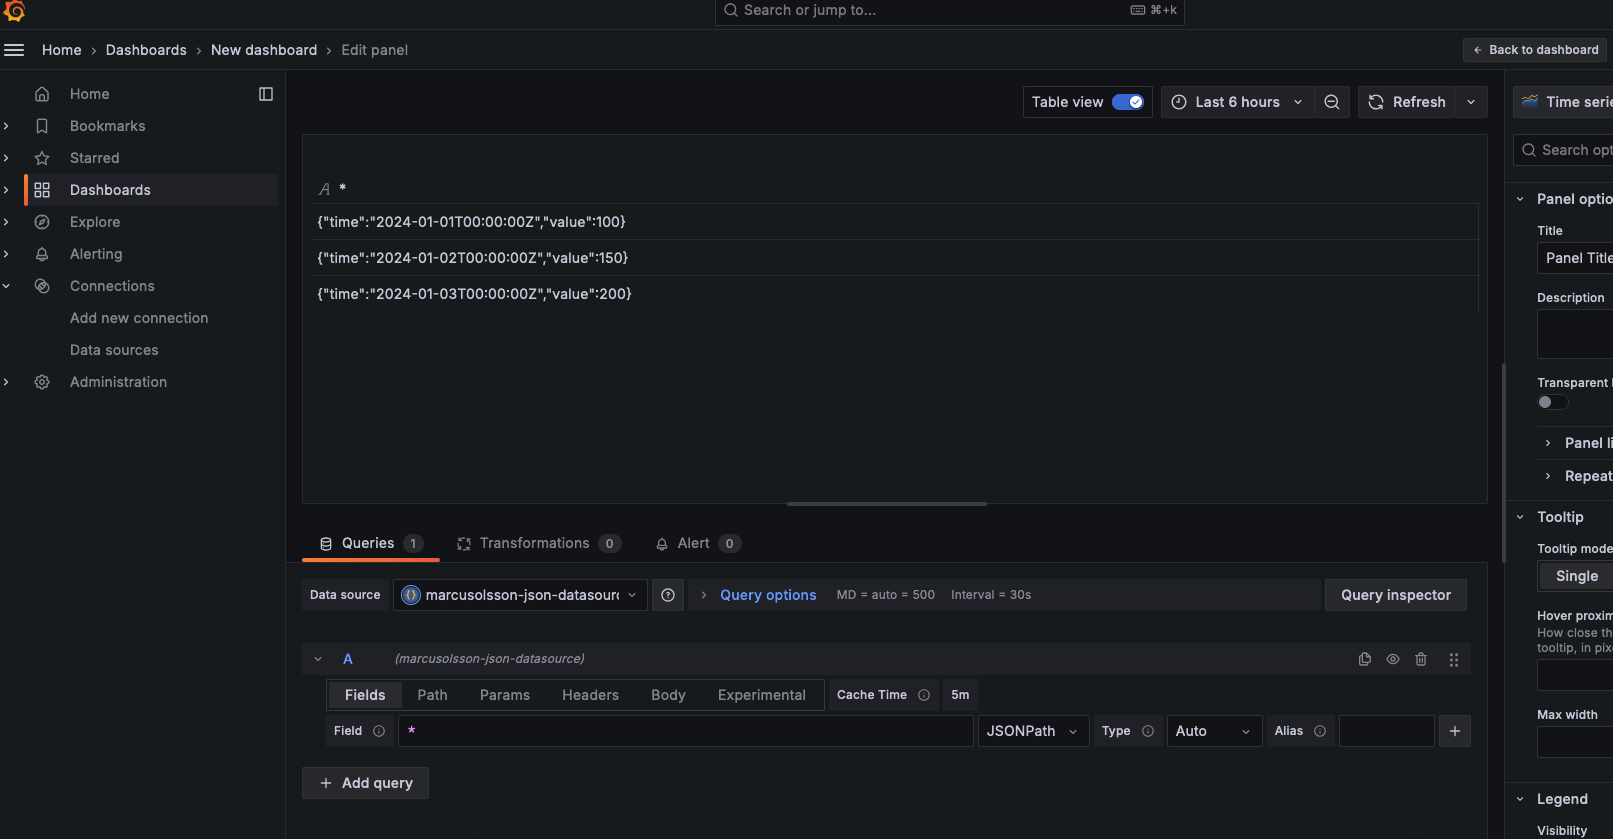 Search or jump to...
⌘+k
Home > Dashboards > New dashboard > Edit panel
← Back to dashboard
Home
Bookmarks
Starred
Dashboards
Explore
Alerting
Connections
Add new connection
Data sources
Administration
Table view
Last 6 hours
Refresh
A *
{"time":"2024-01-01T00:00:00Z","value":100}
{"time":"2024-01-02T00:00:00Z","value":150}
{"time":"2024-01-03T00:00:00Z","value":200}
Queries 1
Transformations 0
Alert 0
Data source
marcusolsson-json-datasourc
Query options
MD = auto = 500
Interval = 30s
Query inspector
A
(marcusolsson-json-datasource)
Fields
Path
Params
Headers
Body
Experimental
Cache Time
5m
Field
*
JSONPath
Type
Auto
Alias
+
+ Add query
Time serie
Search opt
Panel optio
Title
Panel Title
Description
Transparent
Panel li
Repeat
Tooltip
Tooltip mode
Single
Hover proxim
How close th
tooltip, in pix
Max width
Legend
Visibility